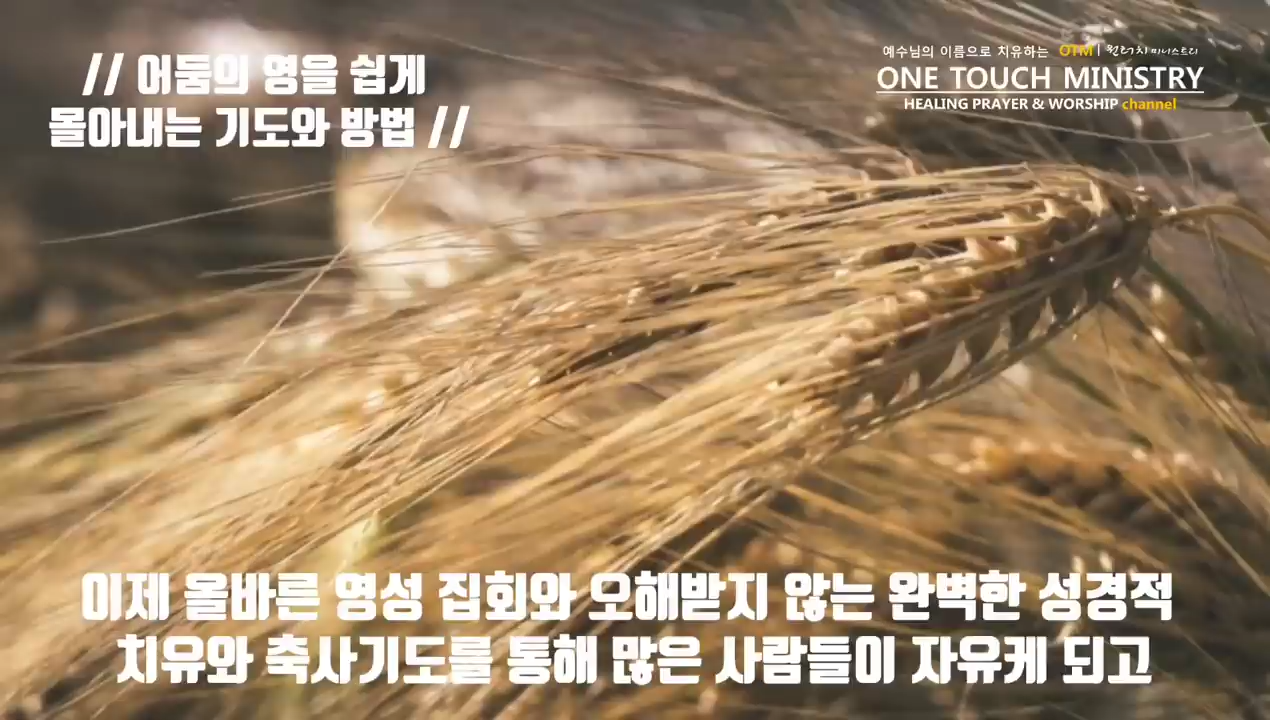 // 어둠의 영을 쉽게
몰아내는 기도와 방법 //
예수님의 이름으로 치유하는 OTM | 원터치 미니스트리
ONE TOUCH MINISTRY
HEALING PRAYER & WORSHIP channel
이제 올바른 영성 집회와 오해받지 않는 완벽한 성경적
치유와 축사기도를 통해 많은 사람들이 자유케 되고